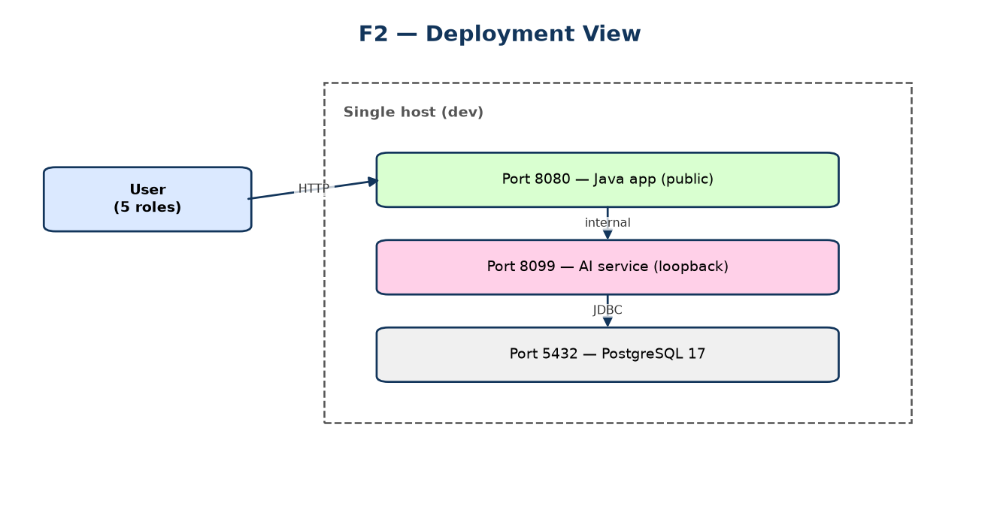 F2 — Deployment View
Single host (dev)
User
(5 roles)
HTTP
Port 8080 — Java app (public)
internal
Port 8099 — AI service (loopback)
JDBC
Port 5432 — PostgreSQL 17